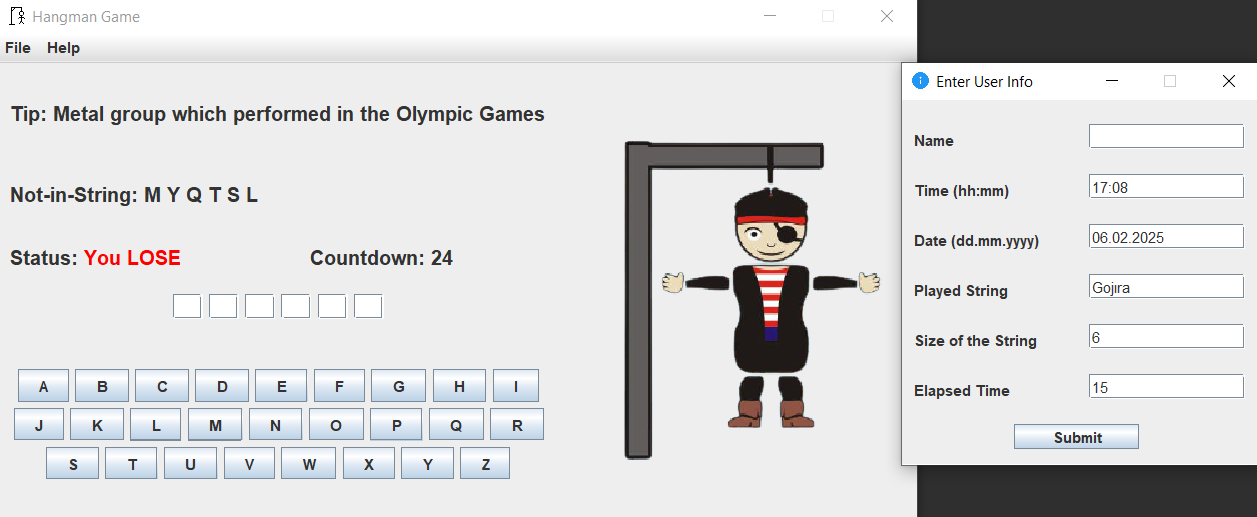 Hangman Game
File Help
Tip: Metal group which performed in the Olympic Games
Not-in-String: M Y Q T S L
Status: You LOSE Countdown: 24
A B C D E F G H I
J K L M N O P Q R
S T U V W X Y Z
Enter User Info
Name
Time (hh:mm) 17:08
Date (dd.mm.yyyy) 06.02.2025
Played String Gojira
Size of the String 6
Elapsed Time 15
Submit